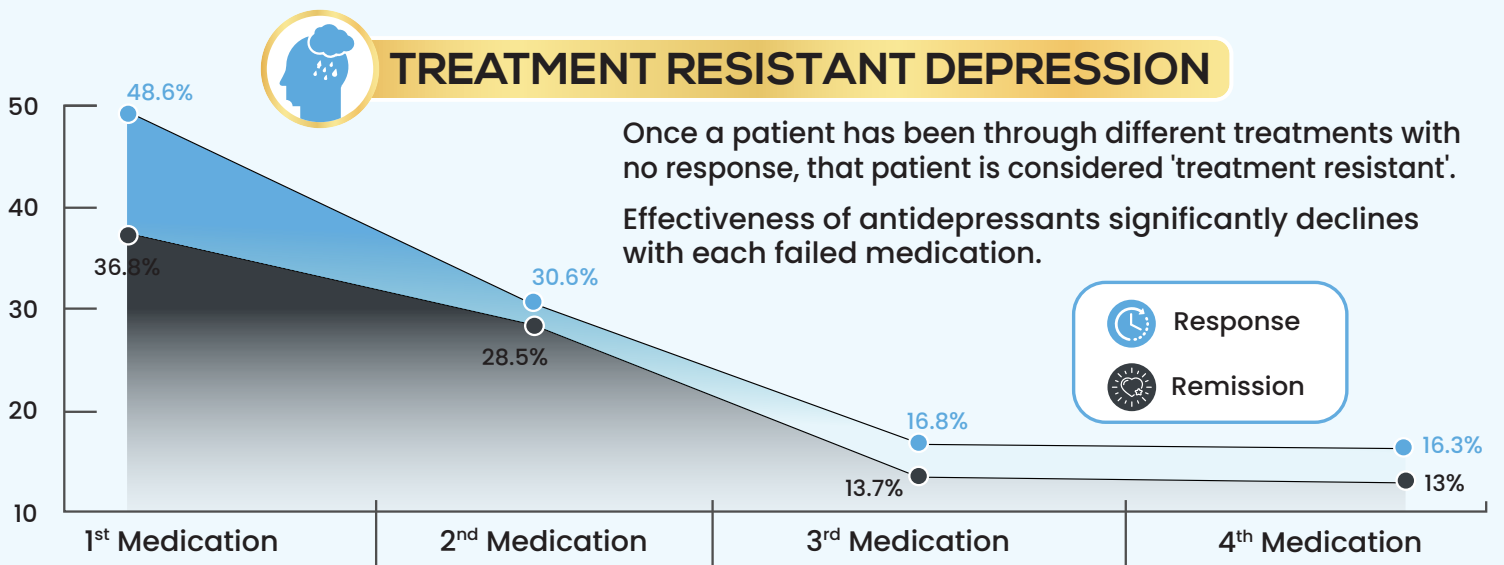 TREATMENT RESISTANT DEPRESSION
Once a patient has been through different treatments with
no response, that patient is considered 'treatment resistant'.
Effectiveness of antidepressants significantly declines
with each failed medication.
Response
Remission
50
40
30
20
10
48.6%
36.8%
30.6%
28.5%
16.8%
13.7%
16.3%
13%
1st Medication
2nd Medication
3rd Medication
4th Medication